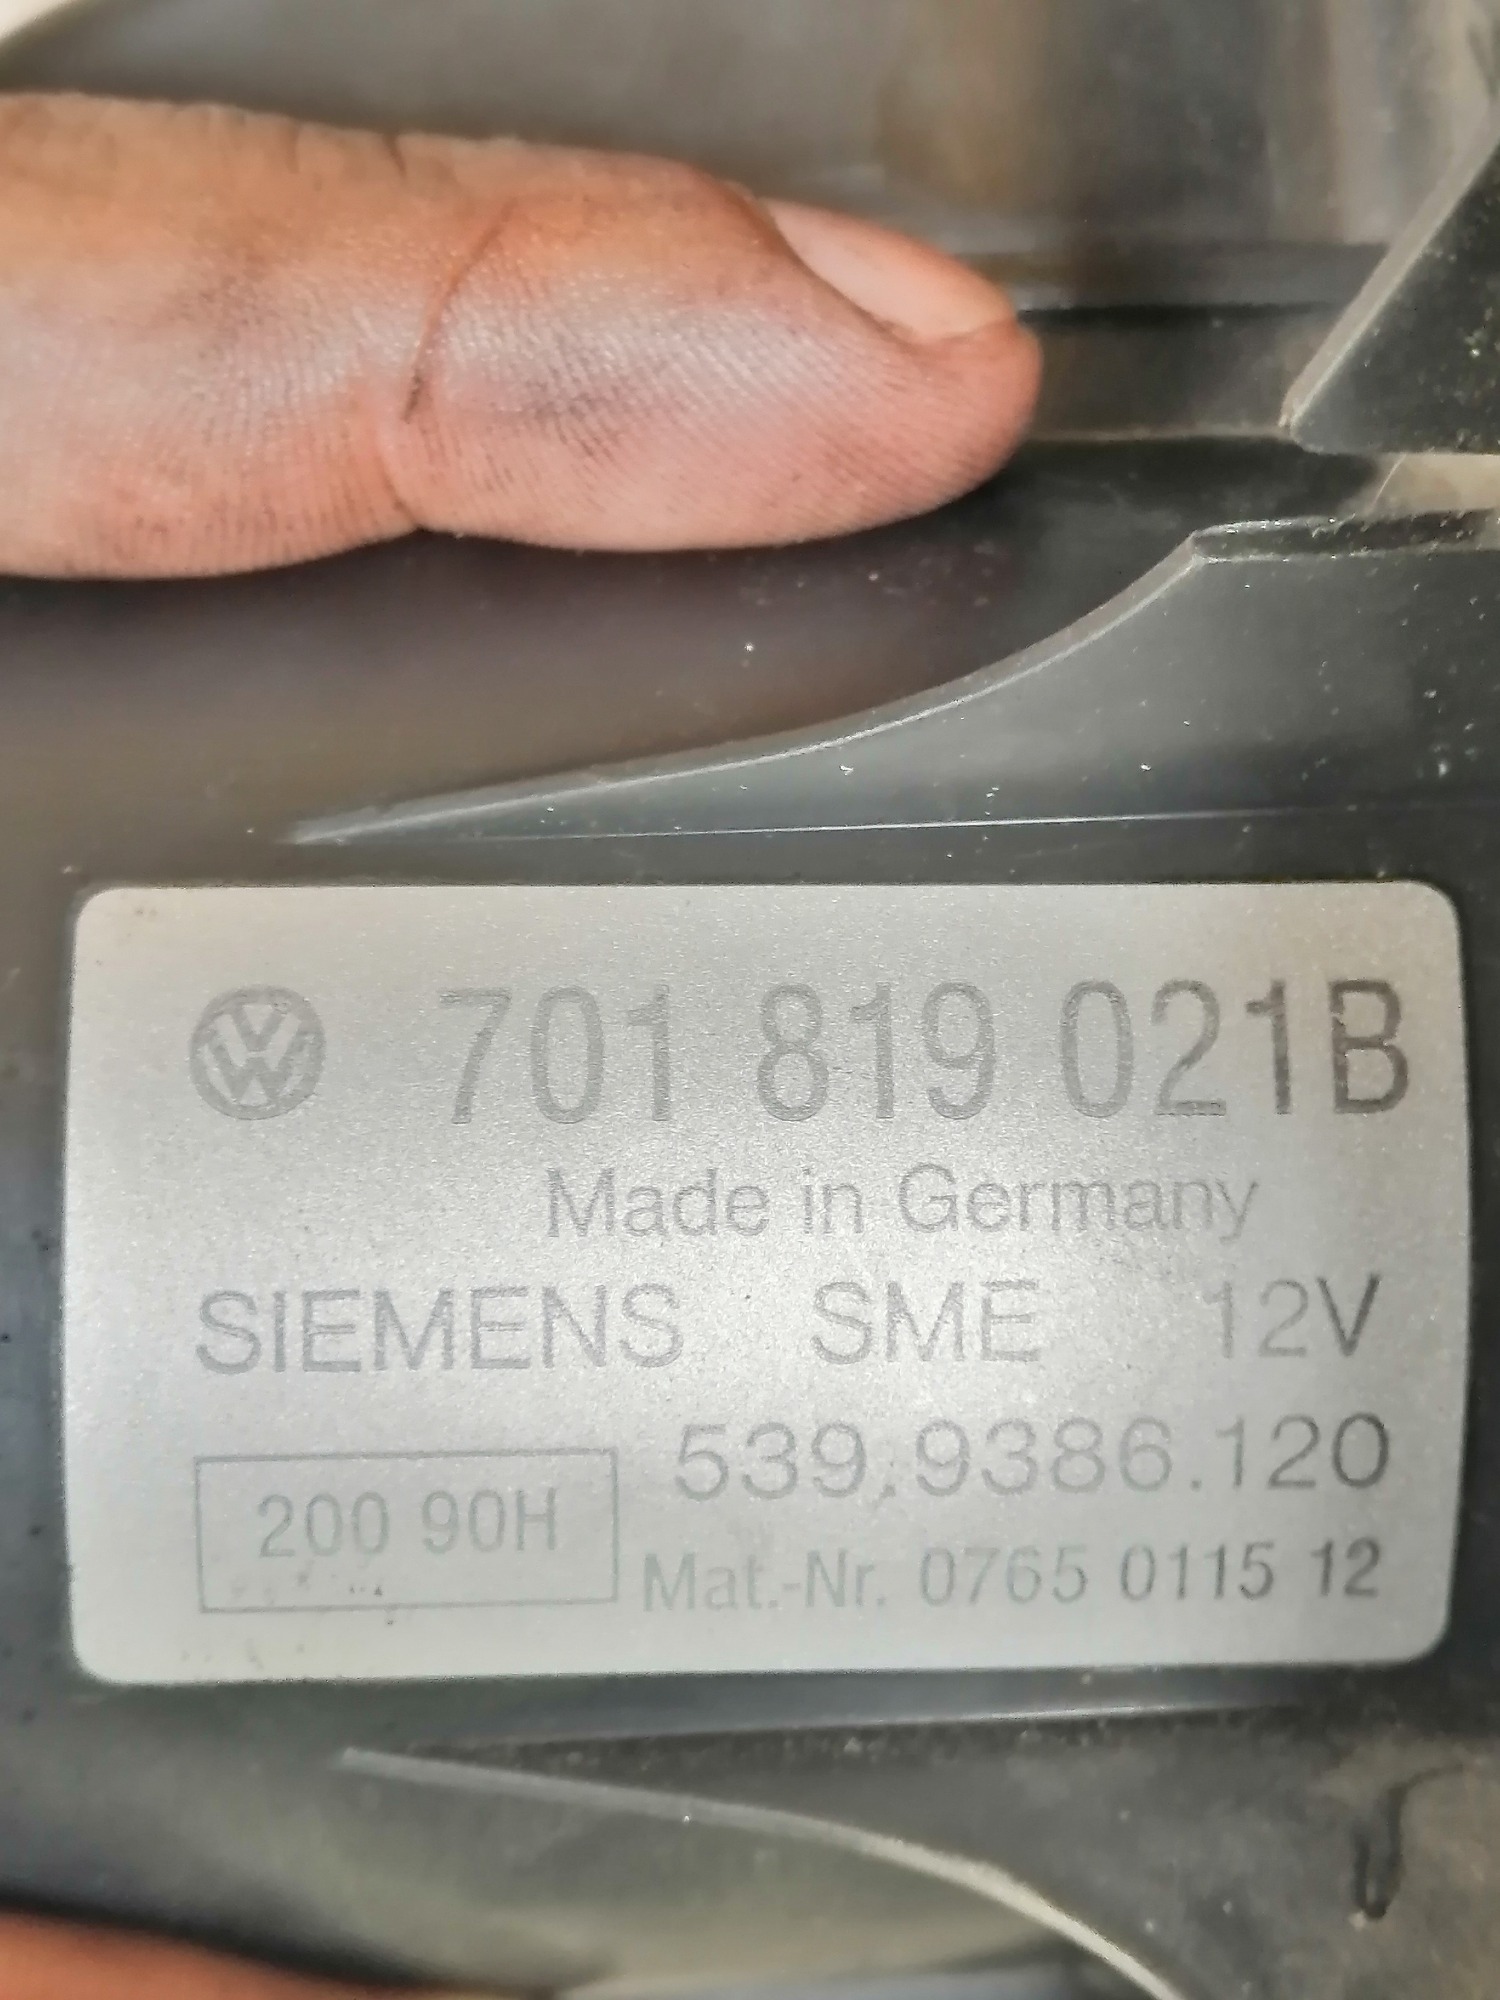 VW 701 819 021B
Made in Germany
SIEMENS SME 12V
539.9386.120
200 90H
Mat.-Nr. 0765 0115 12